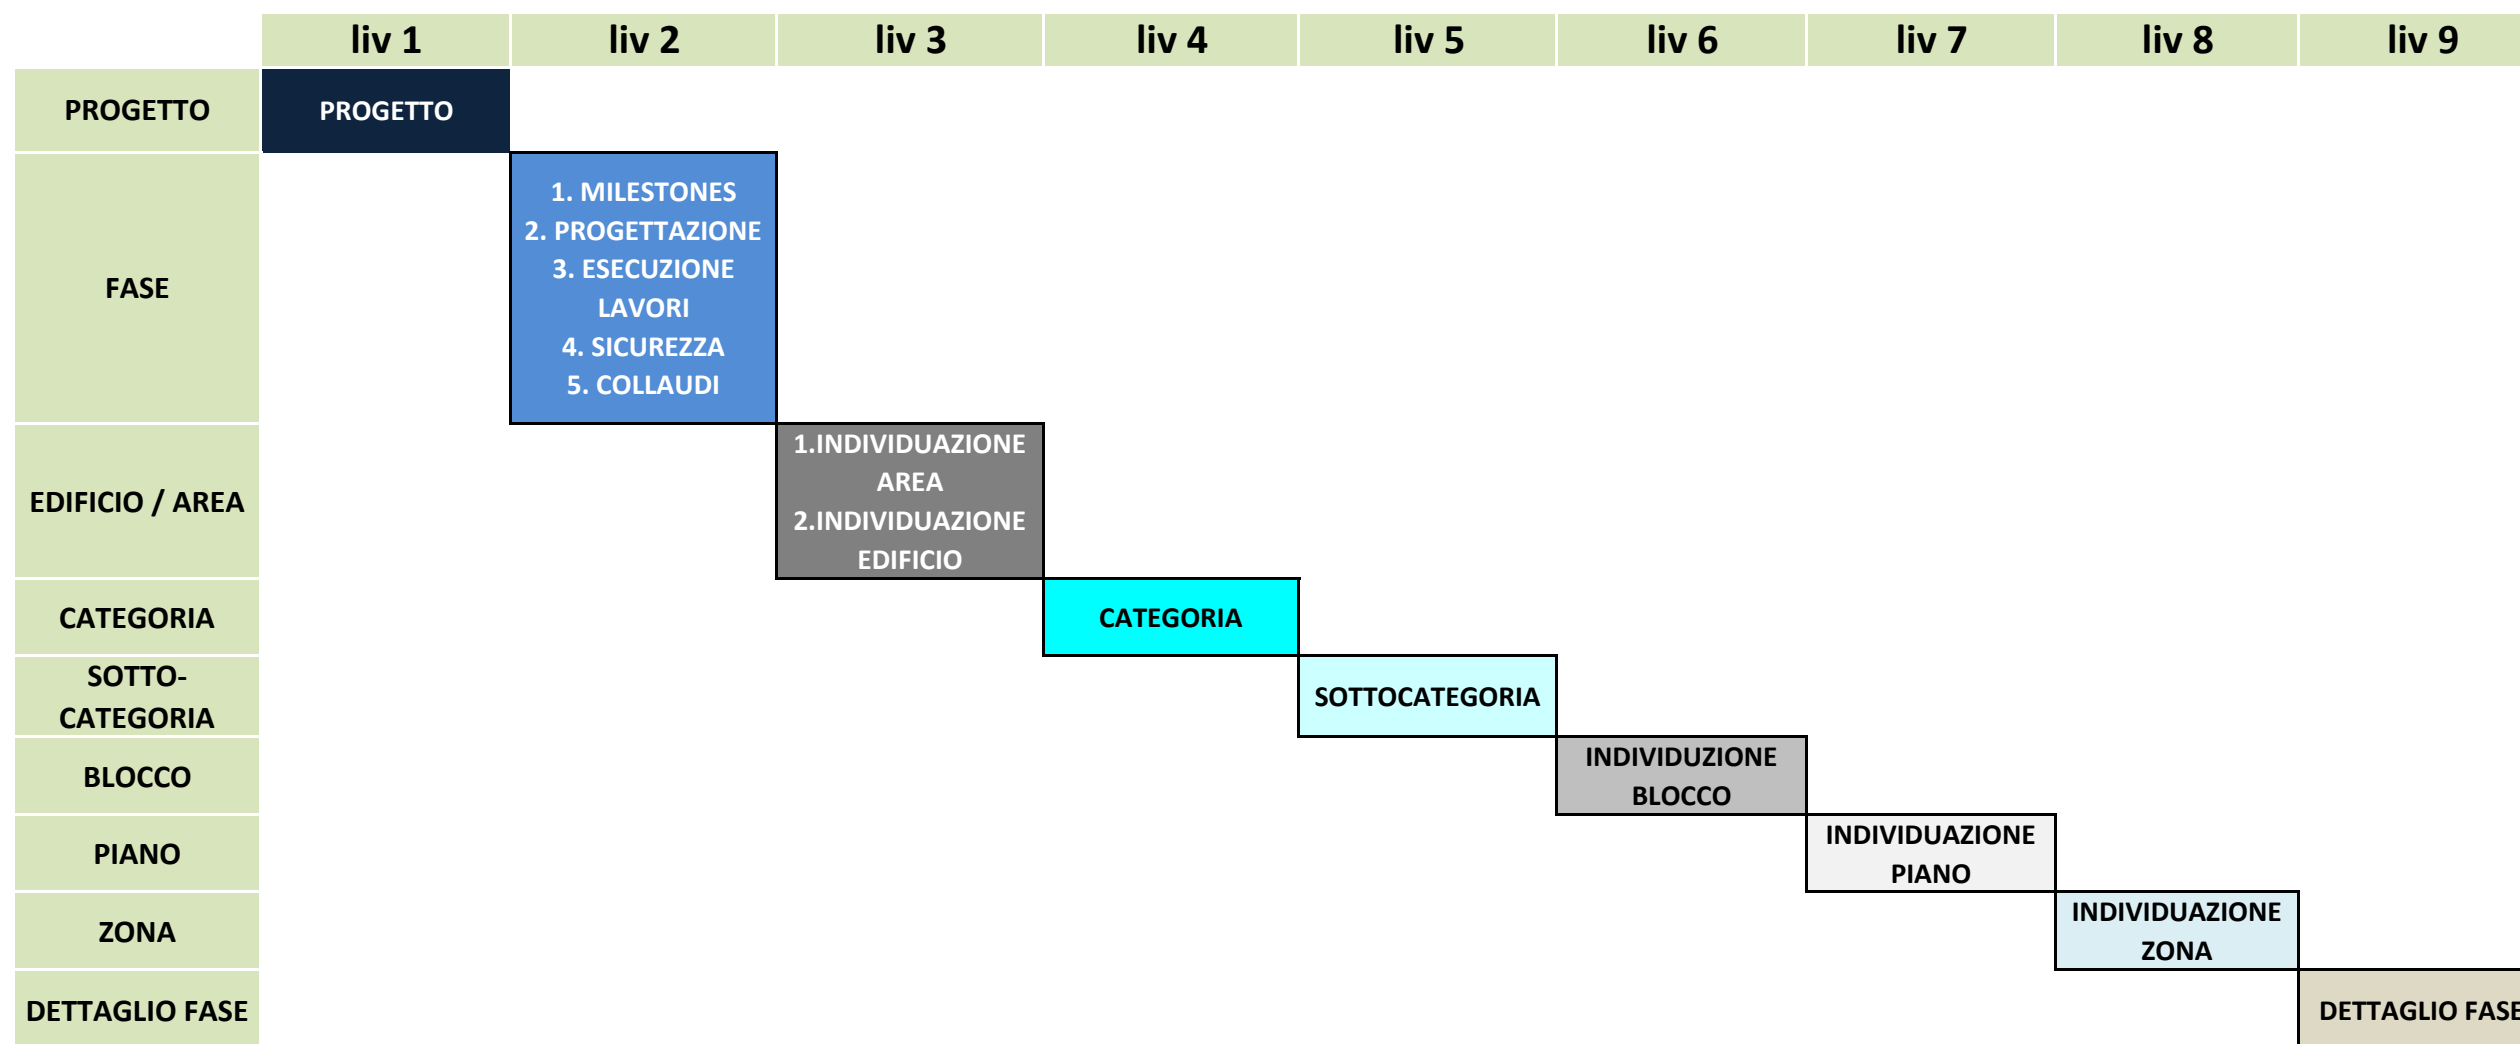 liv 1 liv 2 liv 3 liv 4 liv 5 liv 6 liv 7 liv 8 liv 9
PROGETTO PROGETTO
FASE
1. MILESTONES
2. PROGETTAZIONE
3. ESECUZIONE
LAVORI
4. SICUREZZA
5. COLLAUDI
EDIFICIO / AREA
1.INDIVIDUAZIONE
AREA
2.INDIVIDUAZIONE
EDIFICIO
CATEGORIA CATEGORIA
SOTTO-
CATEGORIA
SOTTOCATEGORIA
BLOCCO
INDIVIDUZIONE
BLOCCO
PIANO
INDIVIDUAZIONE
PIANO
ZONA
INDIVIDUAZIONE
ZONA
DETTAGLIO FASE DETTAGLIO FASE